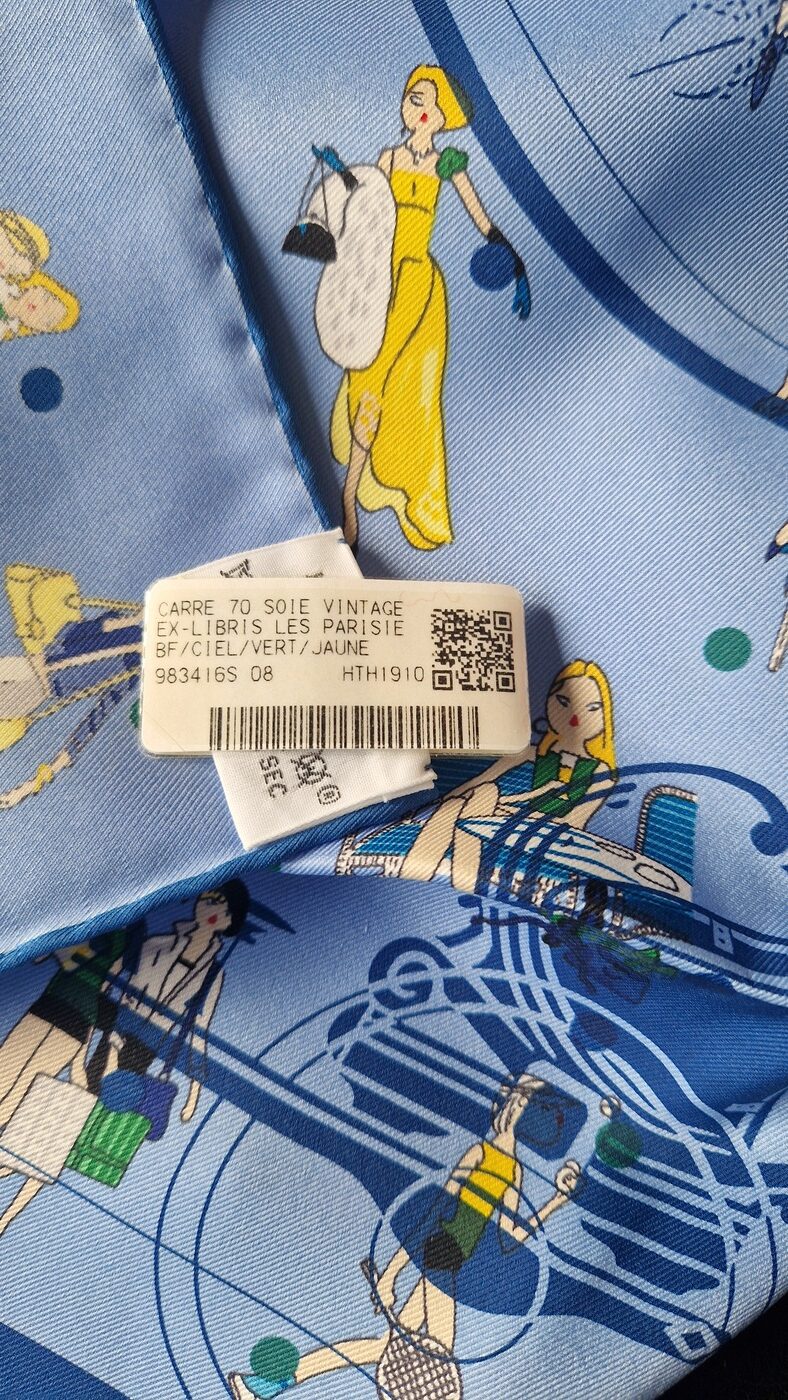 CARRE 70 SOIE VINTAGE
EX-LIBRIS LES PARISIE
BF/CIEL/VERT/JAUNE
983416S 08 HTH1910
SEC